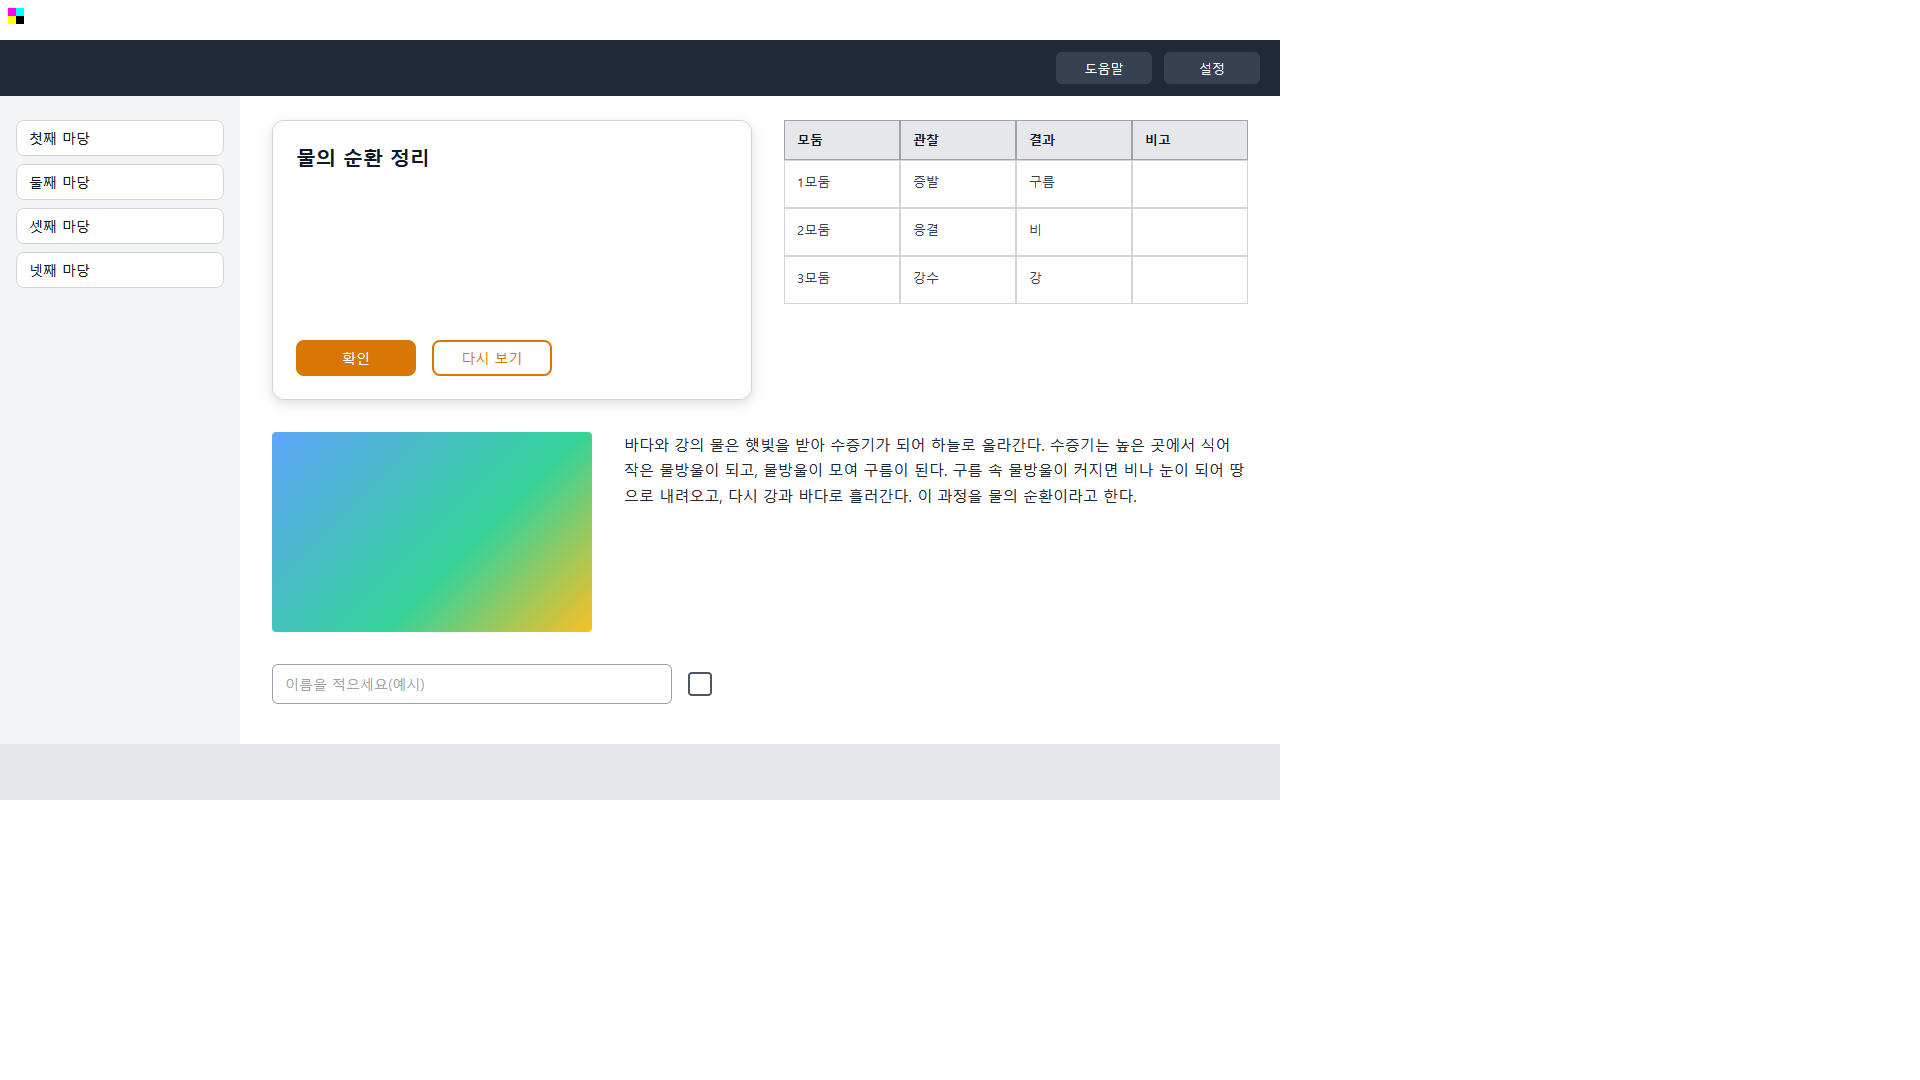 도움말 설정
첫째 마당
둘째 마당
셋째 마당
넷째 마당
물의 순환 정리
확인 다시 보기
모둠 관찰 결과 비고
1모둠 증발 구름
2모둠 응결 비
3모둠 강수 강
바다와 강의 물은 햇빛을 받아 수증기가 되어 하늘로 올라간다. 수증기는 높은 곳에서 식어
작은 물방울이 되고, 물방울이 모여 구름이 된다. 구름 속 물방울이 커지면 비나 눈이 되어 땅
으로 내려오고, 다시 강과 바다로 흘러간다. 이 과정을 물의 순환이라고 한다.
이름을 적으세요(예시)